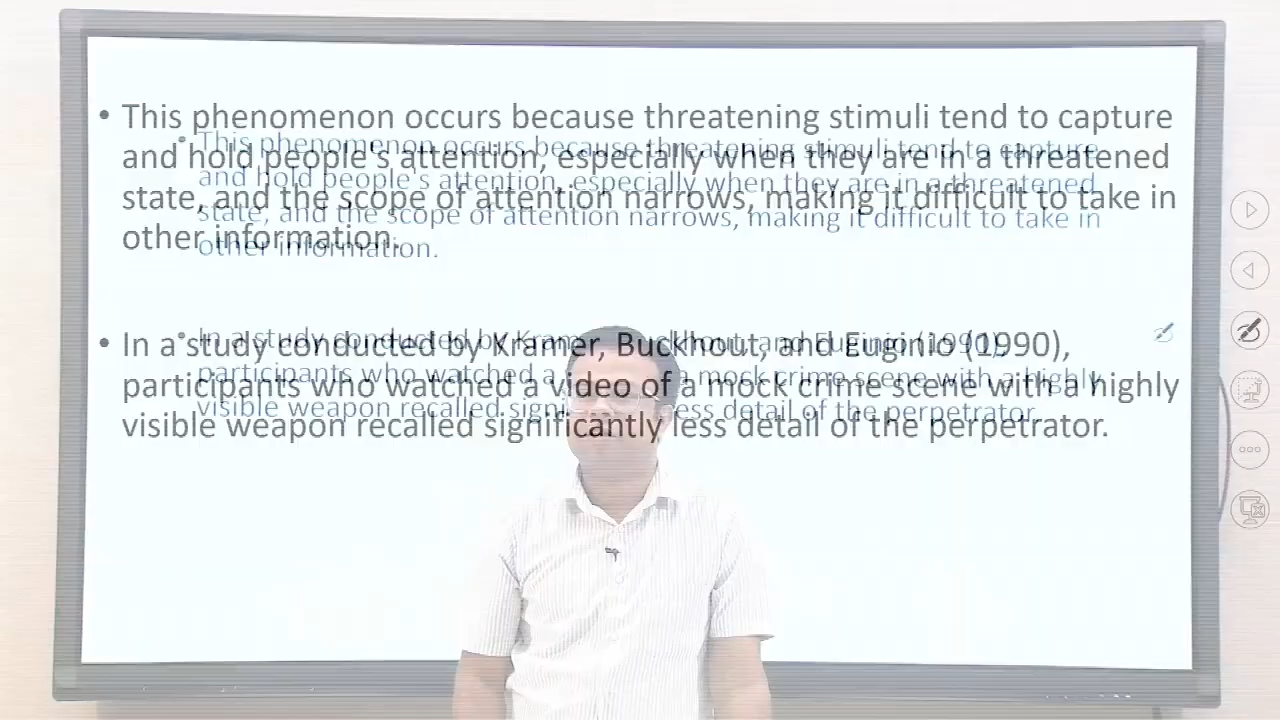 • This phenomenon occurs because threatening stimuli tend to capture
and hold people's attention, especially when they are in a threatened
state, and the scope of attention narrows, making it difficult to take in
other information.
• In a study conducted by Kramer, Buckhout, and Euginio (1990),
participants who watched a video of a mock crime scene with a highly
visible weapon recalled significantly less detail of the perpetrator.